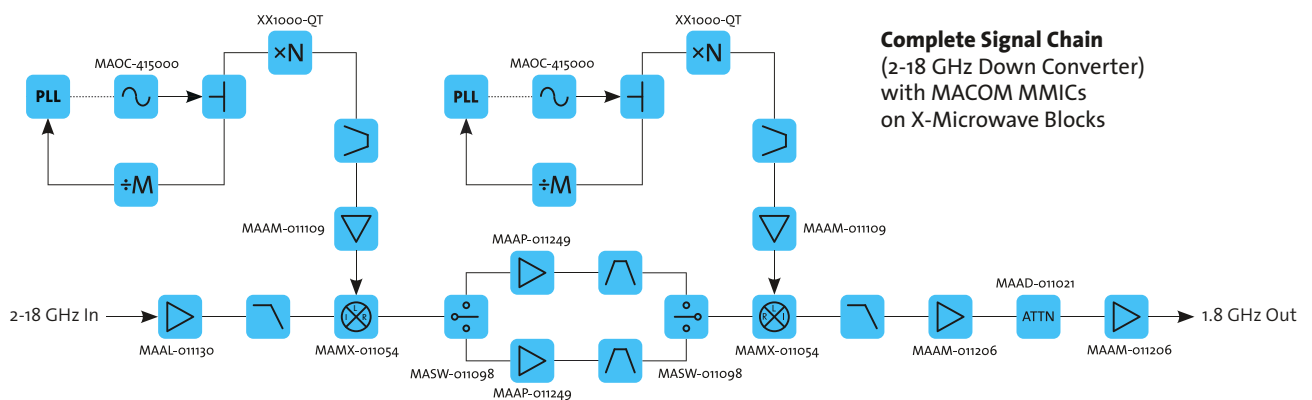 XX1000-QT
XX1000-QT
×N
×N
Complete Signal Chain
(2-18 GHz Down Converter)
with MACOM MMICs
on X-Microwave Blocks
MAOC-415000
MAOC-415000
PLL
PLL
÷M
÷M
MAAM-011109
MAAM-011109
MAAP-011249
2-18 GHz In
L
I R
L
R I
MAAD-011021
ATTN
1.8 GHz Out
MAAL-011130
MAMX-011054
MASW-011098
MAAP-011249
MASW-011098
MAMX-011054
MAAM-011206
MAAM-011206